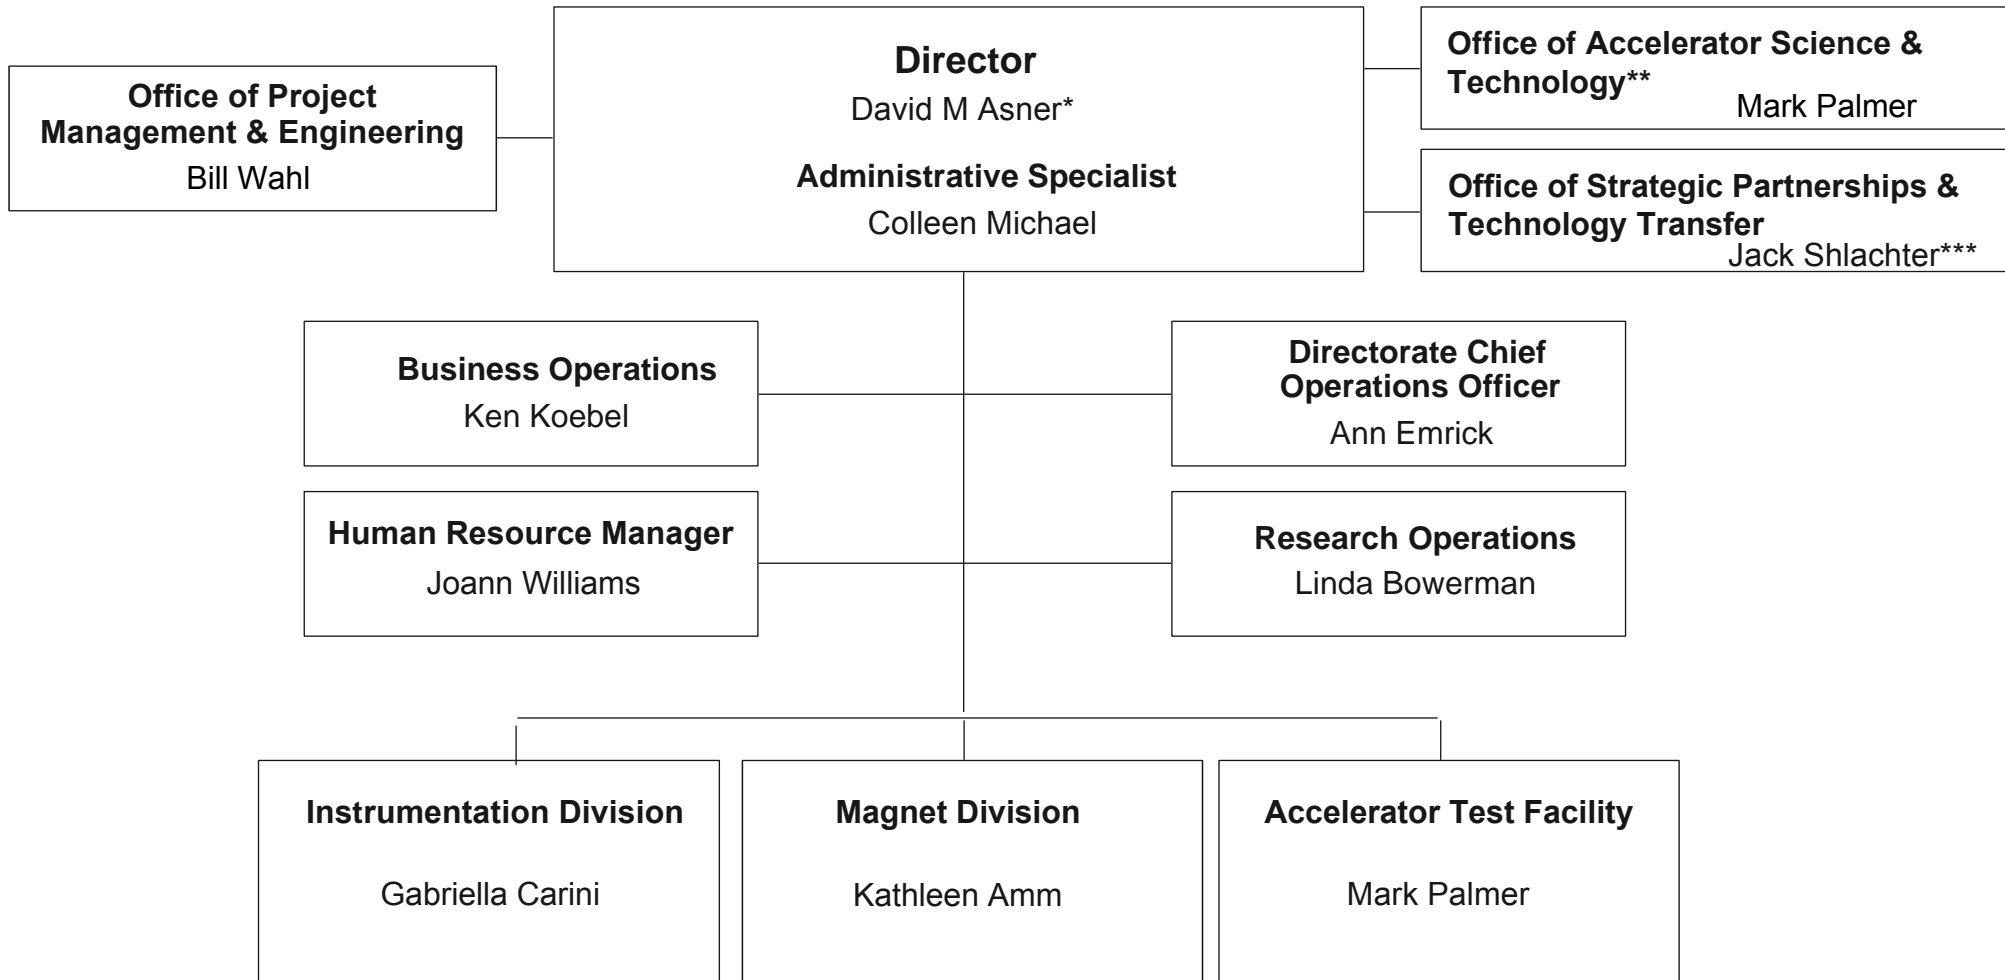 Office of Project
Management & Engineering
Bill Wahl
Director
David M Asner*
Administrative Specialist
Colleen Michael
Office of Accelerator Science &
Technology**
Mark Palmer
Office of Strategic Partnerships &
Technology Transfer
Jack Shlachter***
Business Operations
Ken Koebel
Directorate Chief
Operations Officer
Ann Emrick
Human Resource Manager
Joann Williams
Research Operations
Linda Bowerman
Instrumentation Division
Gabriella Carini
Magnet Division
Kathleen Amm
Accelerator Test Facility
Mark Palmer